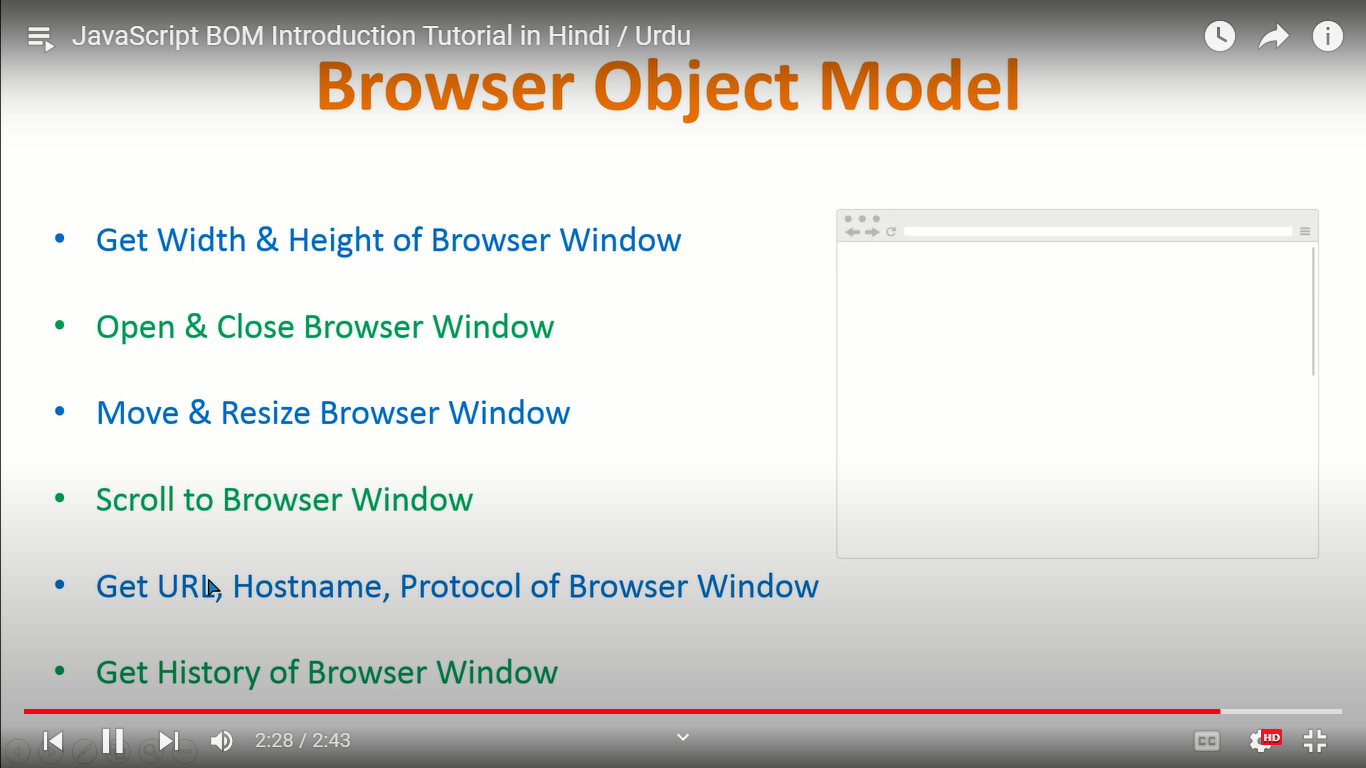 JavaScript BOM Introduction Tutorial in Hindi / Urdu
Browser Object Model
• Get Width & Height of Browser Window
• Open & Close Browser Window
• Move & Resize Browser Window
• Scroll to Browser Window
• Get URL, Hostname, Protocol of Browser Window
• Get History of Browser Window
2:28 / 2:43
CC
HD